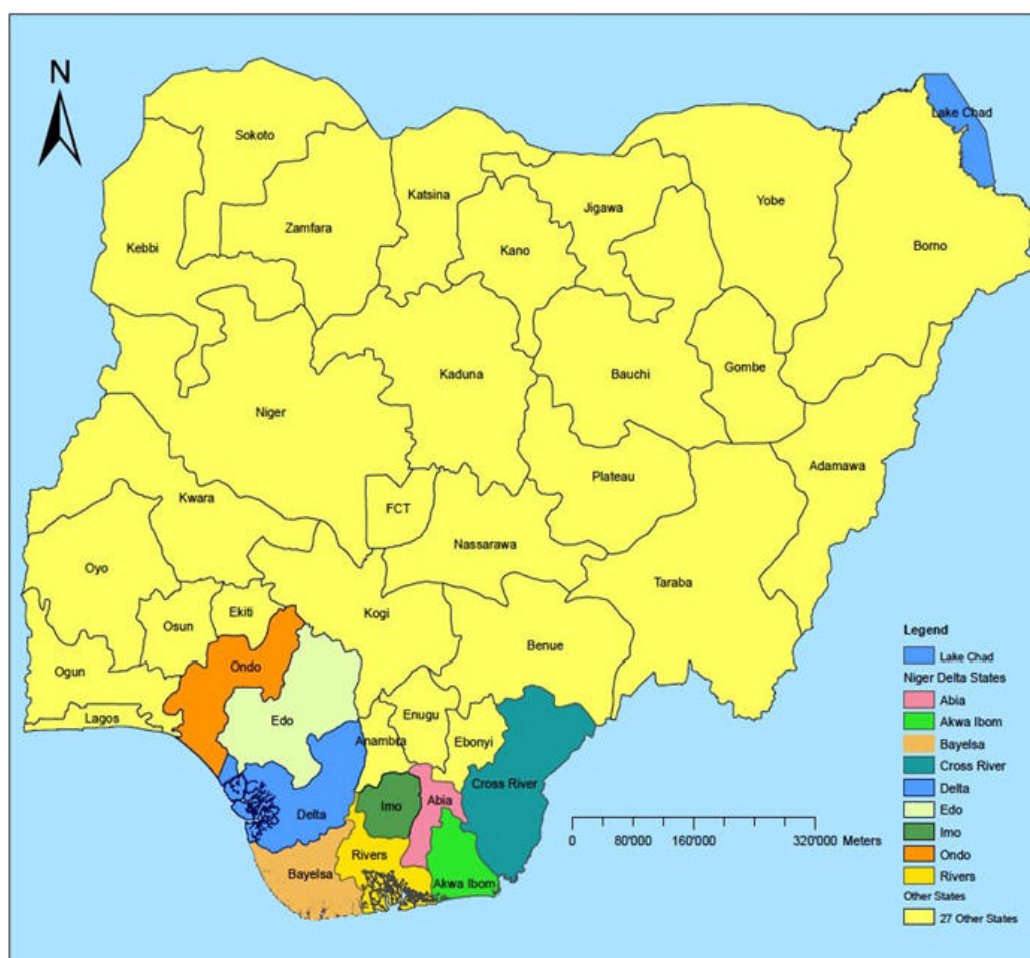 N
Lake Chad
Sokoto
Katsina
Jigawa
Yobe
Zamfara
Kebbi
Kano
Borno
Kaduna
Bauchi
Gombe
Niger
Adamawa
Plateau
Kwara
FCT
Nassarawa
Oyo
Taraba
Ekiti
Osun
Kogi
Benue
Ogun
Öndo
Lagos
Edo
Enugu
Anambra
Ebonyi
Cross River
Delta
Imo
Abia
Rivers
Bayelsa
Akwa Ibom
0 80'000 160'000 320'000 Meters
Legend
Lake Chad
Niger Delta States
Abia
Akwa Ibom
Bayelsa
Cross River
Delta
Edo
Imo
Ondo
Rivers
Other States
27 Other States